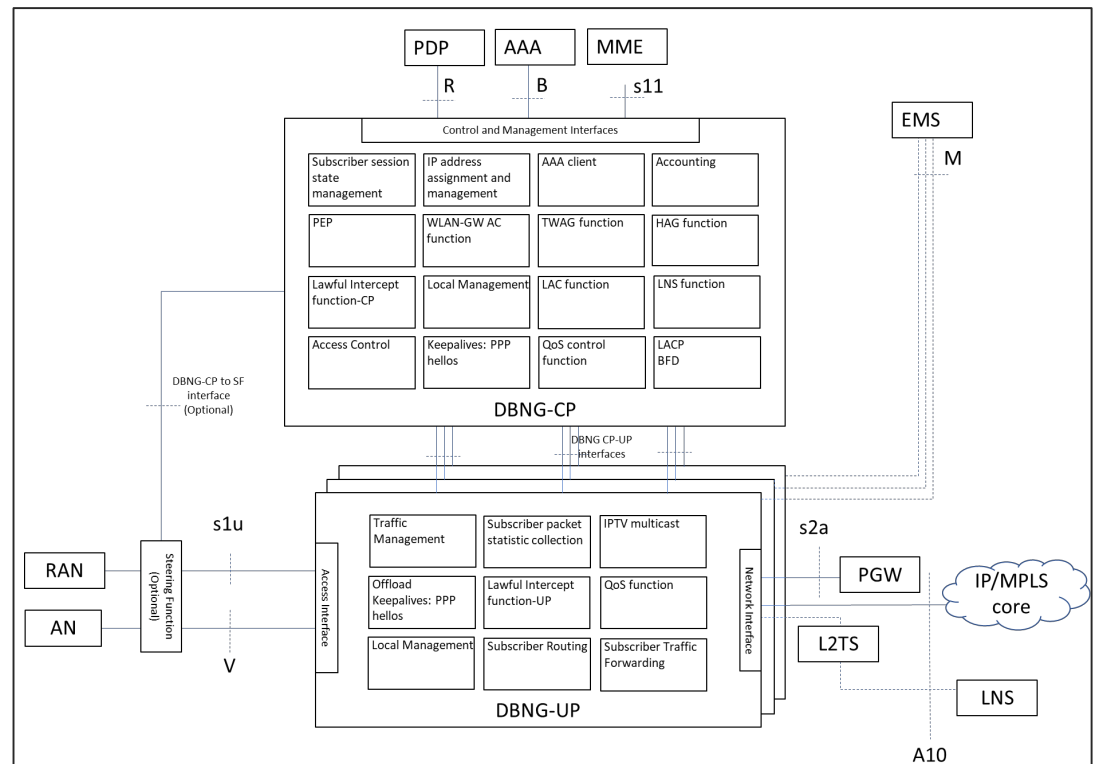 PDP
AAA
MME
R
B
s11
EMS
M
Control and Management Interfaces
Subscriber session
state
management
IP address
assignment and
management
AAA client
Accounting
PEP
WLAN-GW AC
function
TWAG function
HAG function
Lawful Intercept
function-CP
Local Management
LAC function
LNS function
Access Control
Keepalives: PPP
hellos
QoS control
function
LACP
BFD
DBNG-CP
DBNG-CP to SF
interface
(Optional)
DBNG CP-UP
interfaces
s1u
RAN
AN
Steering Function
(Optional)
V
Access Interface
Traffic
Management
Subscriber packet
statistic collection
IPTV multicast
Offload
Keepalives: PPP
hellos
Lawful Intercept
function-UP
QoS function
Local Management
Subscriber Routing
Subscriber Traffic
Forwarding
DBNG-UP
Network Interface
s2a
PGW
IP/MPLS
core
L2TS
LNS
A10